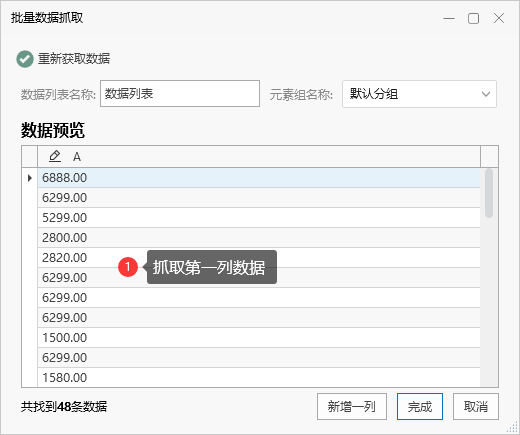 批量数据抓取
重新获取数据
数据列表名称: 数据列表 元素组名称: 默认分组
数据预览
A
6888.00
6299.00
5299.00
2800.00
2820.00
1 抓取第一列数据
6299.00
6299.00
6299.00
1500.00
6299.00
1580.00
共找到48条数据 新增一列 完成 取消